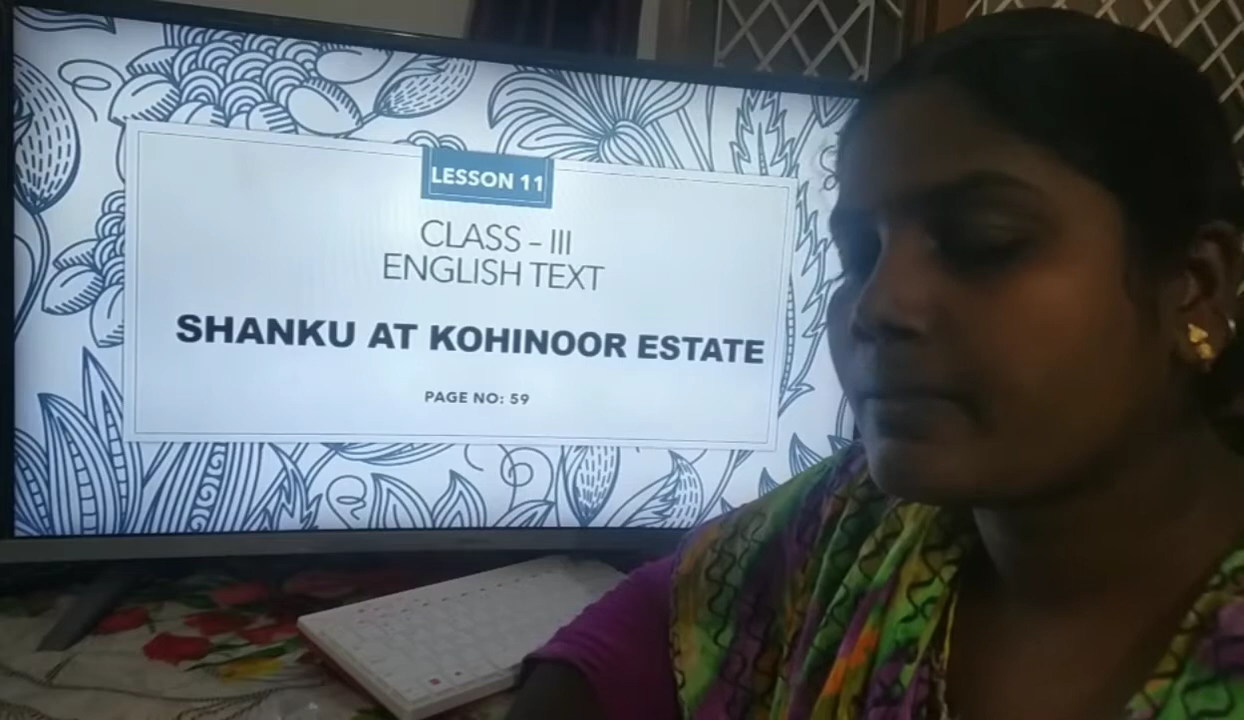 LESSON 11
CLASS – III
ENGLISH TEXT
SHANKU AT KOHINOOR ESTATE
PAGE NO: 59